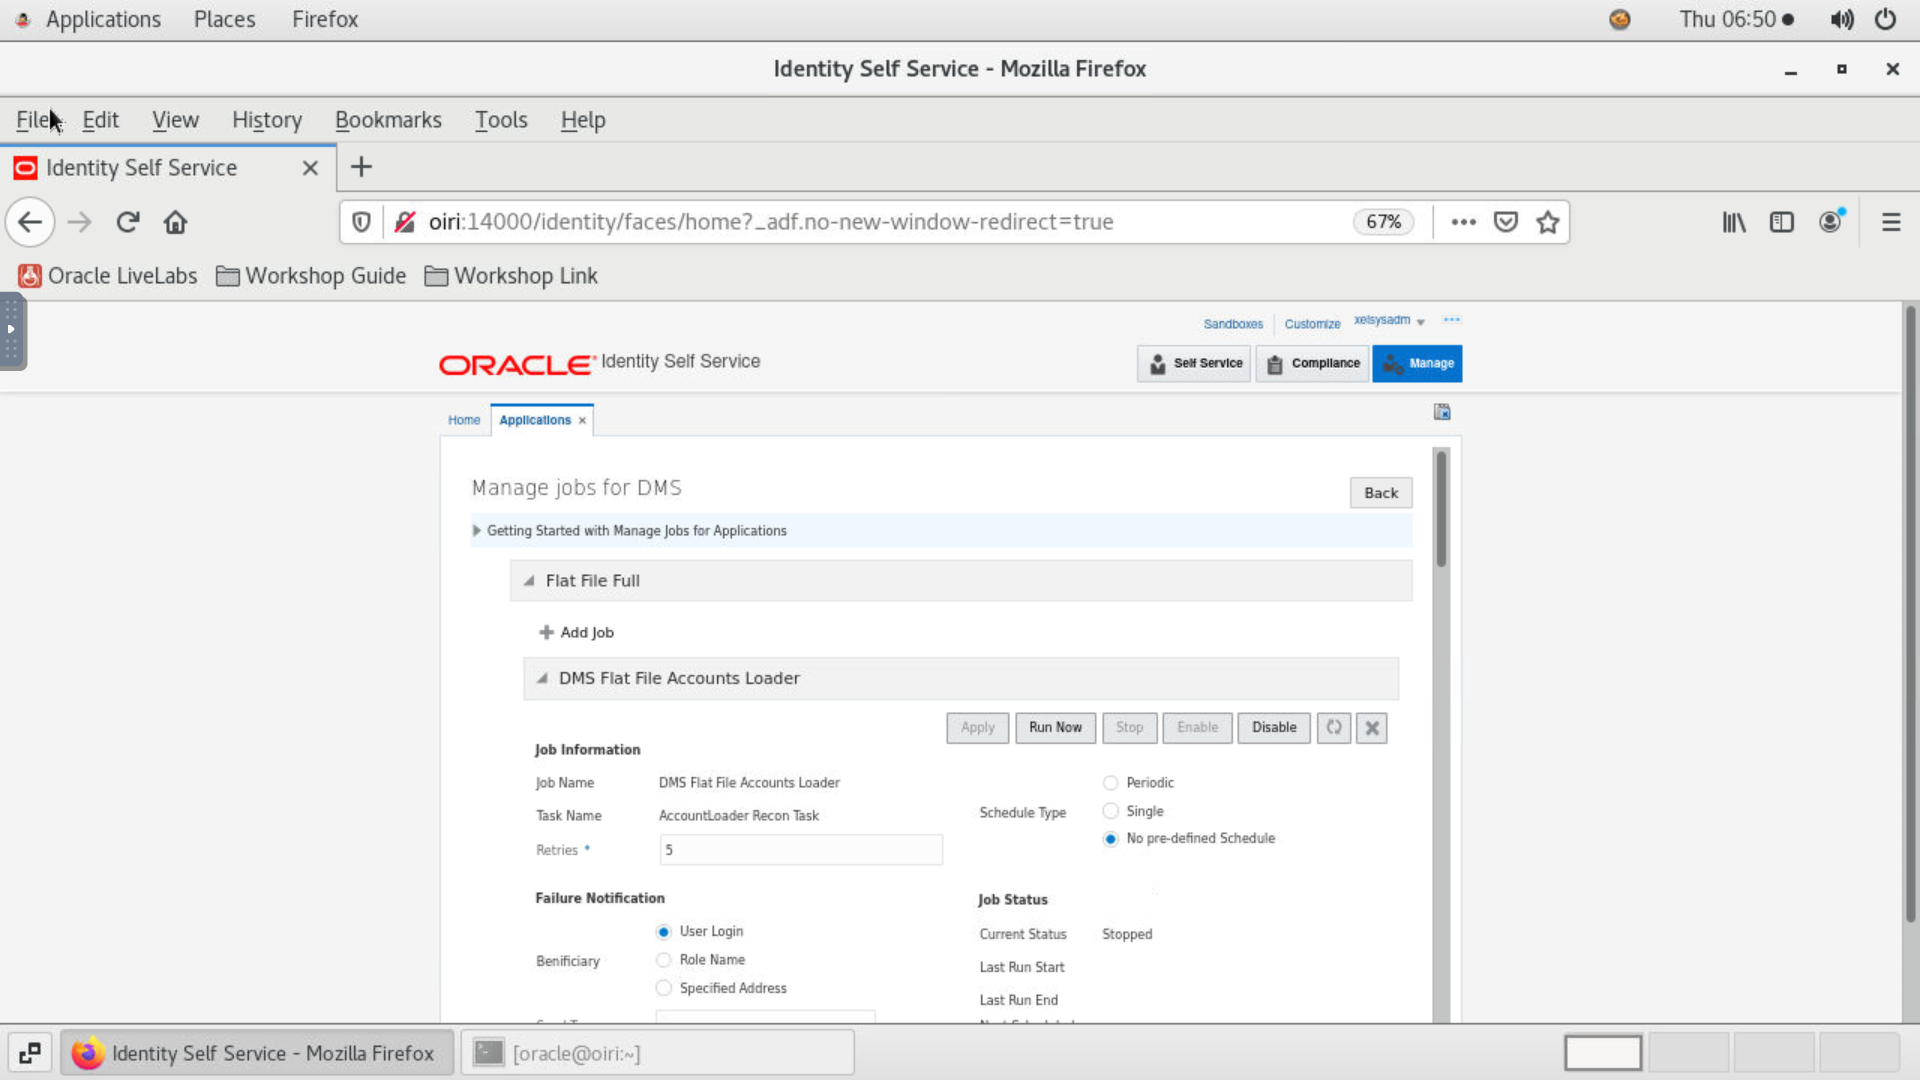 Applications Places Firefox Thu 06:50
Identity Self Service - Mozilla Firefox
File Edit View History Bookmarks Tools Help
Identity Self Service
oiri:14000/identity/faces/home?_adf.no-new-window-redirect=true 67%
Oracle LiveLabs Workshop Guide Workshop Link
Sandboxes Customize xelsysadm
ORACLE Identity Self Service Self Service Compliance Manage
Home Applications
Manage jobs for DMS
Back
Getting Started with Manage Jobs for Applications
Flat File Full
Add Job
DMS Flat File Accounts Loader
Apply Run Now Stop Enable Disable
Job Information
Job Name DMS Flat File Accounts Loader
Task Name AccountLoader Recon Task
Retries * 5
Schedule Type
Periodic
Single
No pre-defined Schedule
Failure Notification
Benificiary
User Login
Role Name
Specified Address
Job Status
Current Status Stopped
Last Run Start
Last Run End
Identity Self Service - Mozilla Firefox [oracle@oiri:~]